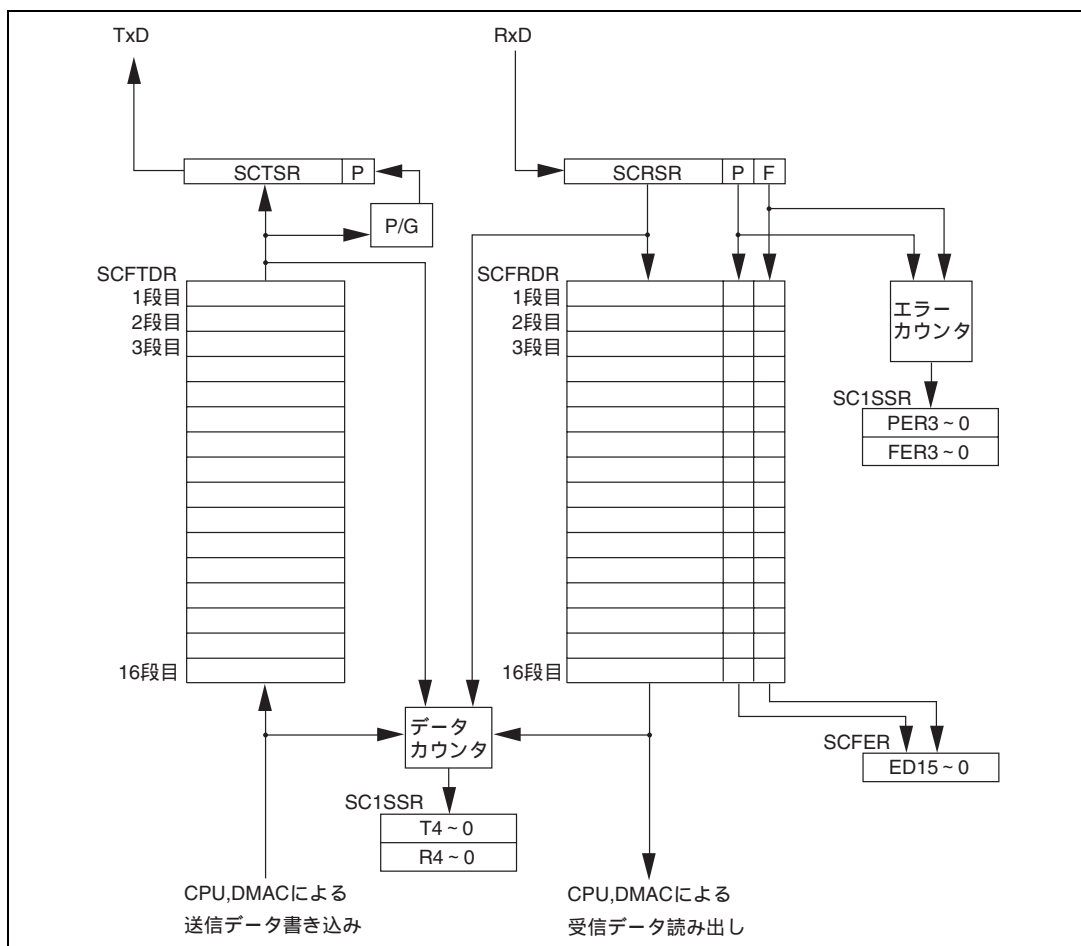 TxD
RxD
SCTSR P
SCRSR P F
P/G
SCFTDR
1段目
2段目
3段目
16段目
SCFRDR
1段目
2段目
3段目
16段目
エラー
カウンタ
SC1SSR
PER3~0
FER3~0
データ
カウンタ
SC1SSR
T4~0
R4~0
SCFER
ED15~0
CPU,DMACによる
送信データ書き込み
CPU,DMACによる
受信データ読み出し